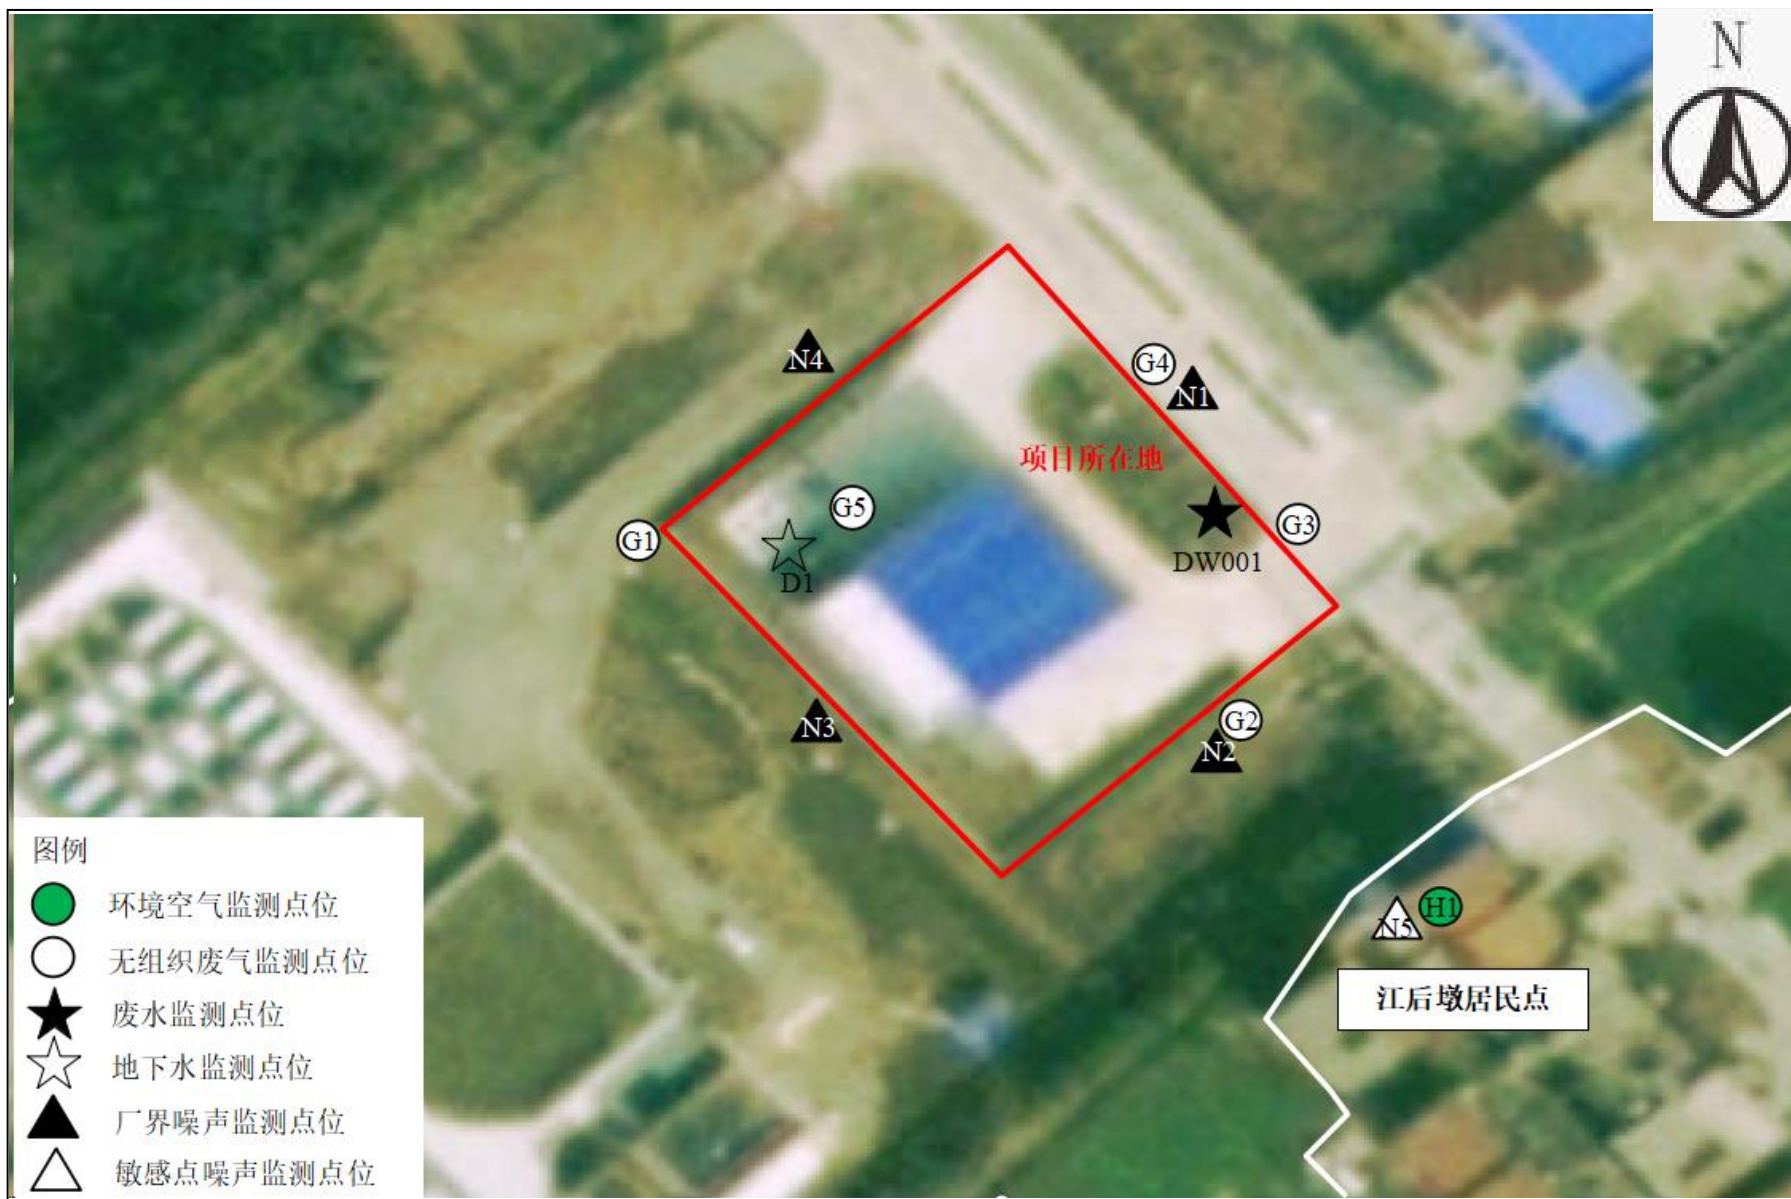 N
N4
G4
N1
项目所在地
G5
G3
G1
DW001
D1
G2
N3
N2
图例
环境空气监测点位
无组织废气监测点位
废水监测点位
地下水监测点位
厂界噪声监测点位
敏感点噪声监测点位
H1
N5
江后墩居民点